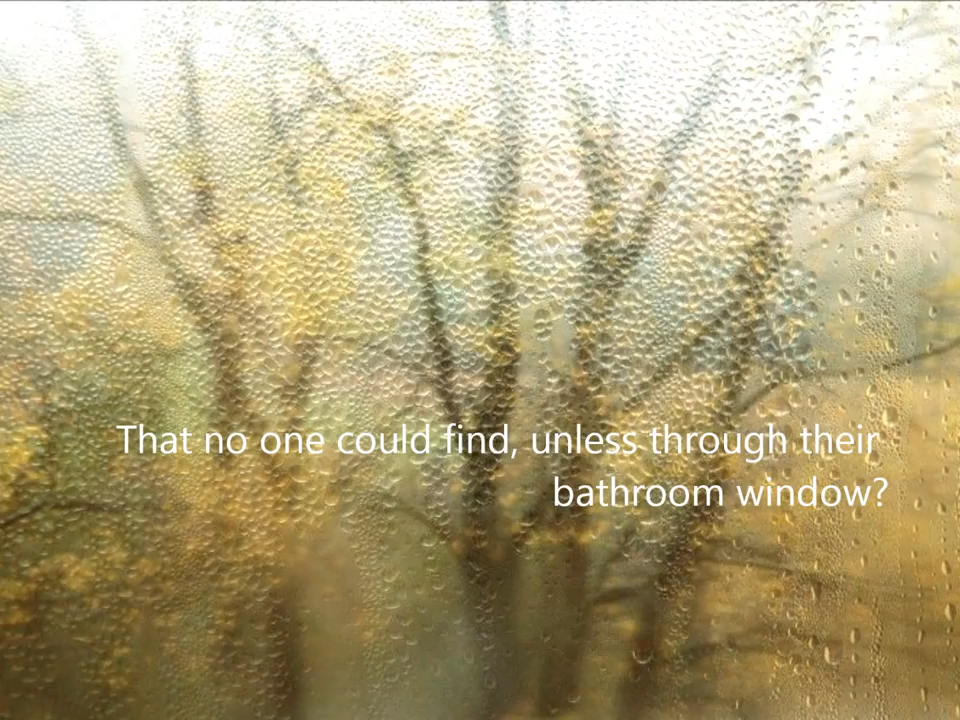 That no one could find, unless through their
bathroom window?